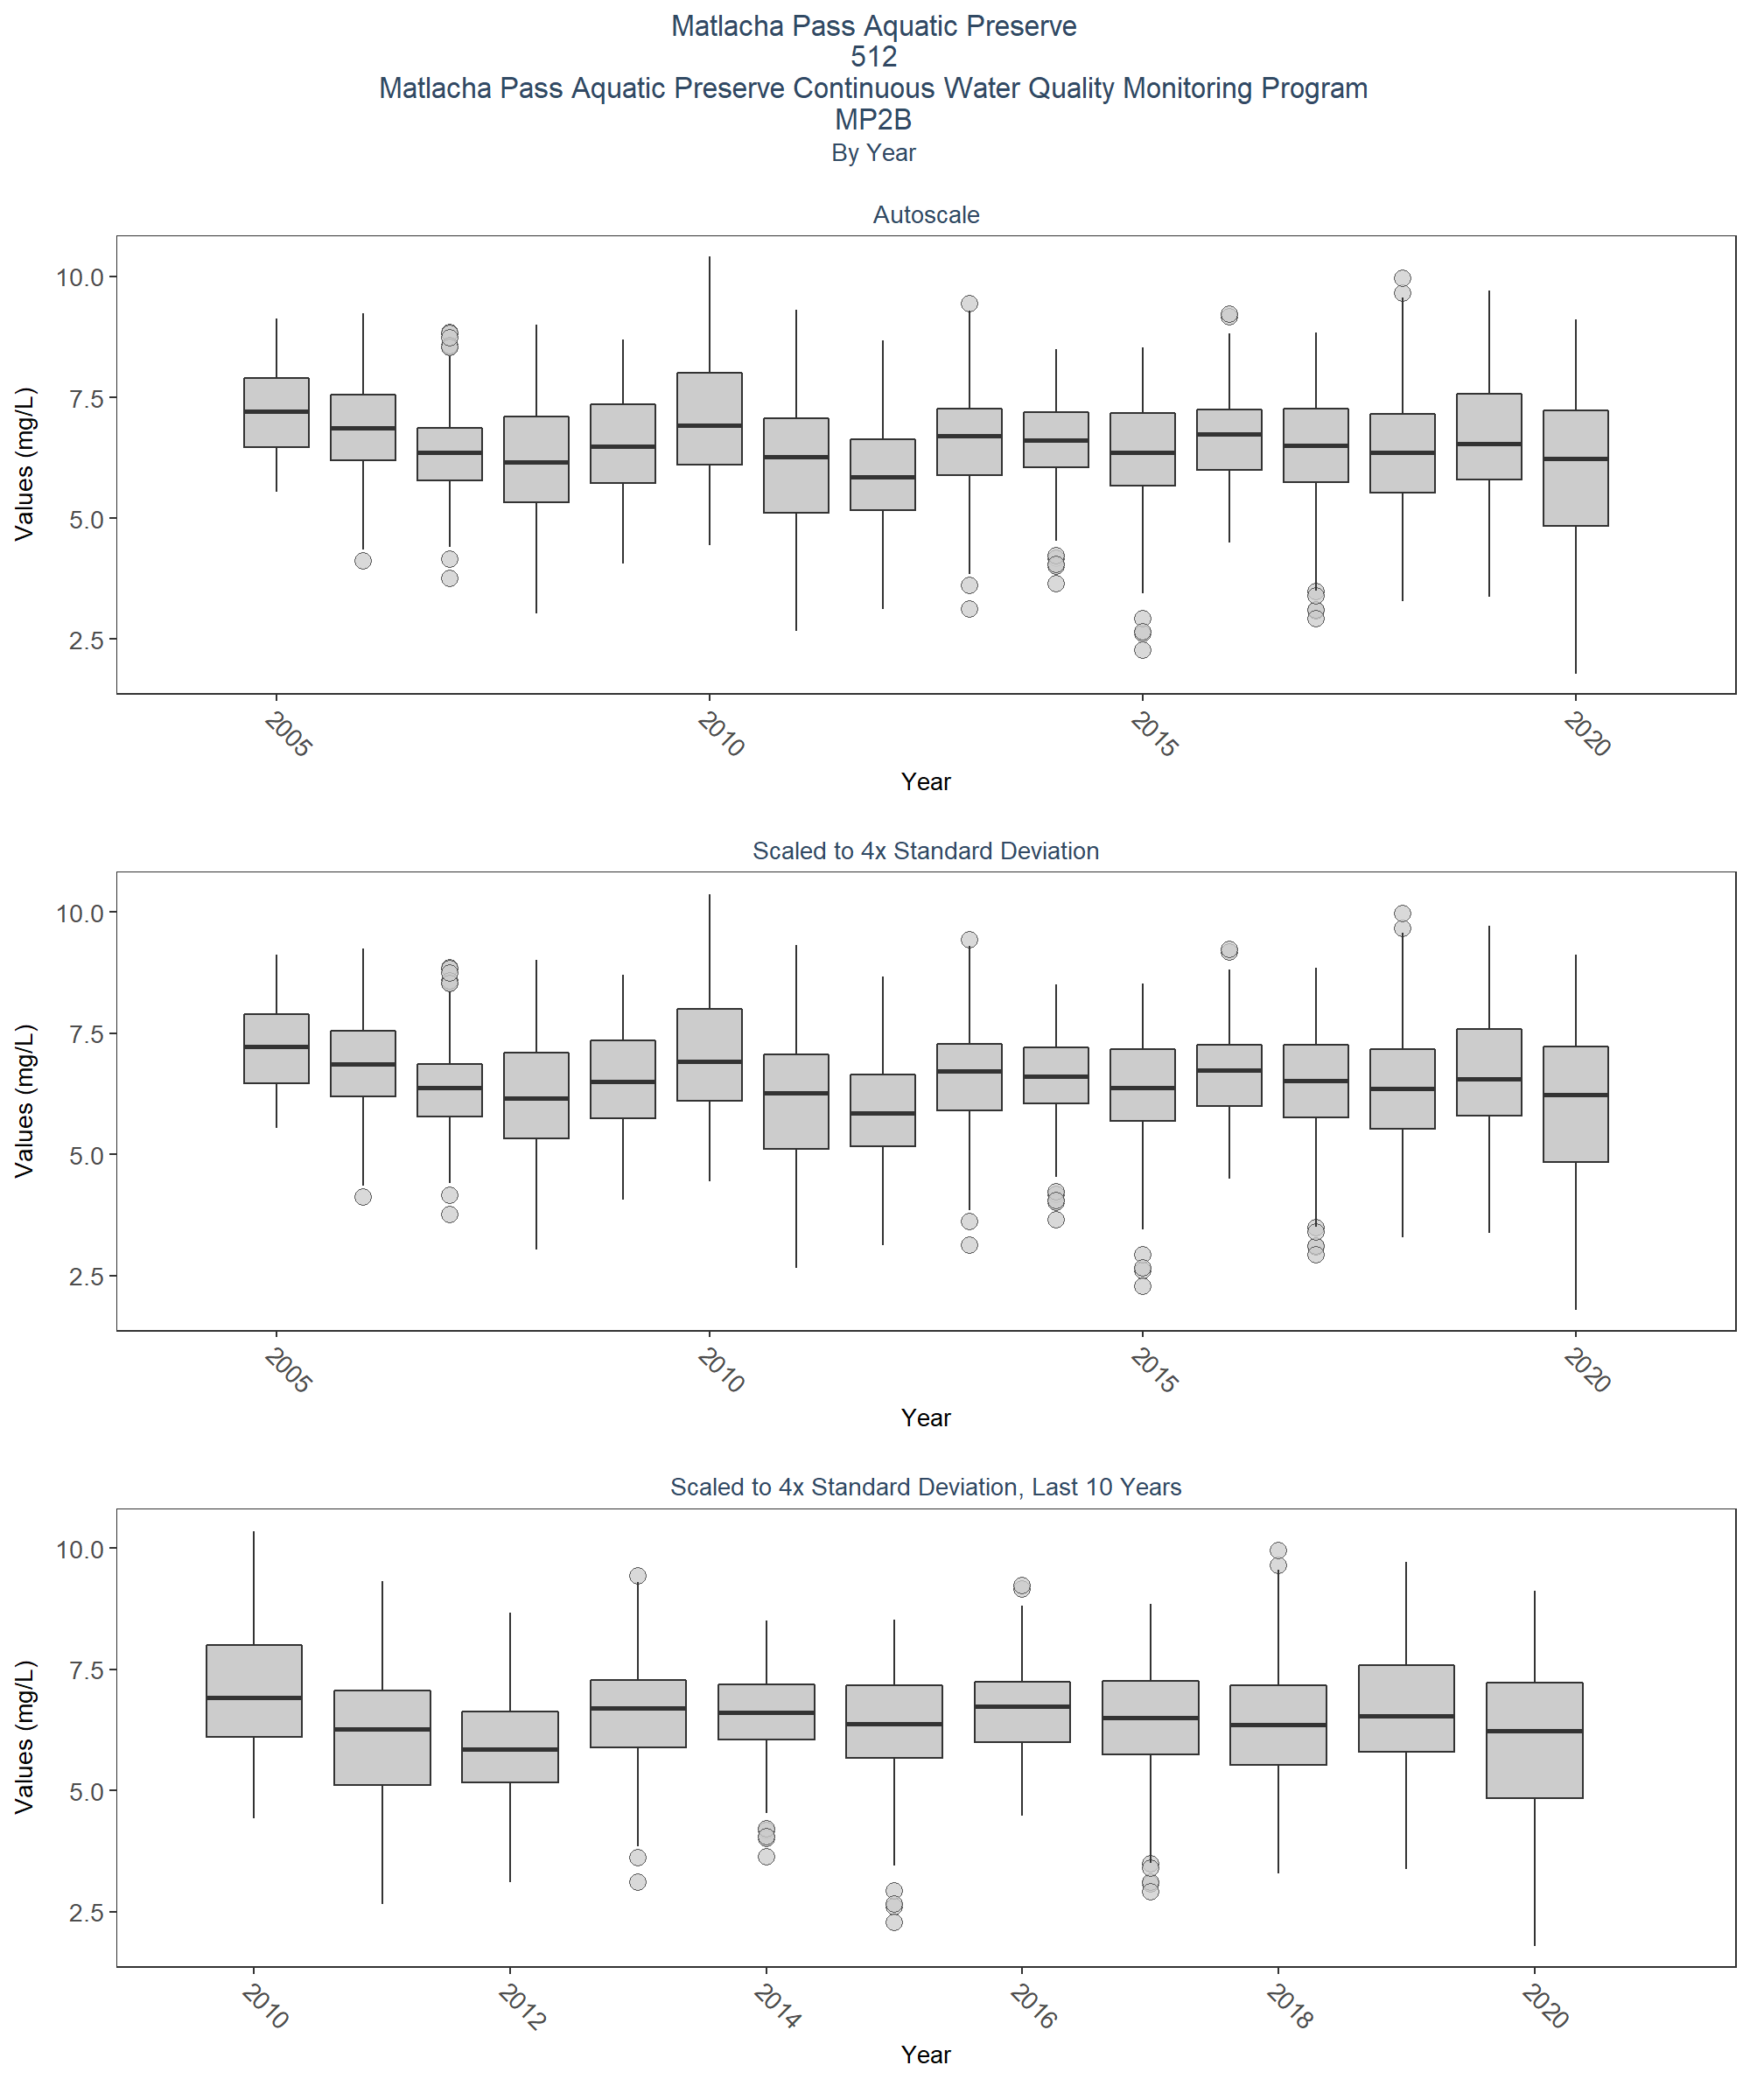 Matlacha Pass Aquatic Preserve
512
Matlacha Pass Aquatic Preserve Continuous Water Quality Monitoring Program
MP2B
By Year
Autoscale
Values (mg/L)
10.0
7.5
5.0
2.5
2005
2010
2015
2020
Year
Scaled to 4x Standard Deviation
Values (mg/L)
10.0
7.5
5.0
2.5
2005
2010
2015
2020
Year
Scaled to 4x Standard Deviation, Last 10 Years
Values (mg/L)
10.0
7.5
5.0
2.5
2010
2012
2014
2016
2018
2020
Year